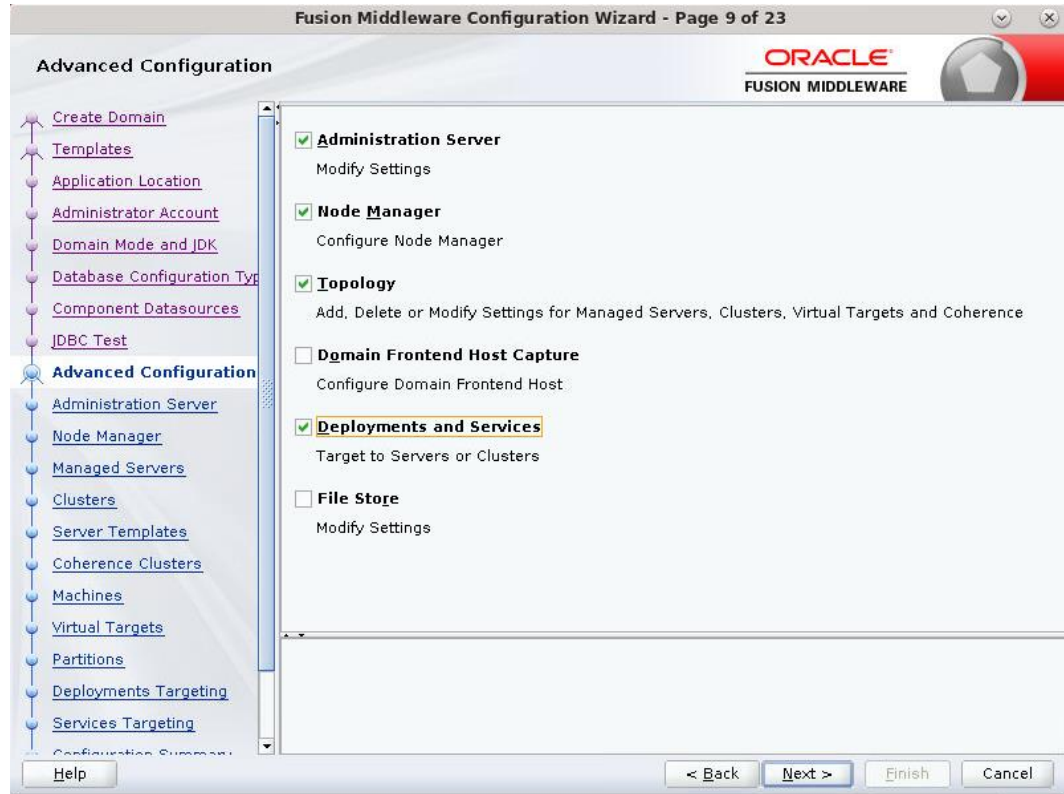 Fusion Middleware Configuration Wizard - Page 9 of 23
Advanced Configuration
ORACLE
FUSION MIDDLEWARE
Create Domain
Templates
Application Location
Administrator Account
Domain Mode and JDK
Database Configuration Typ
Component Datasources
JDBC Test
Advanced Configuration
Administration Server
Node Manager
Managed Servers
Clusters
Server Templates
Coherence Clusters
Machines
Virtual Targets
Partitions
Deployments Targeting
Services Targeting
Configuration Summary
Administration Server
Modify Settings
Node Manager
Configure Node Manager
Topology
Add, Delete or Modify Settings for Managed Servers, Clusters, Virtual Targets and Coherence
Domain Frontend Host Capture
Configure Domain Frontend Host
Deployments and Services
Target to Servers or Clusters
File Store
Modify Settings
Help
< Back
Next >
Finish
Cancel